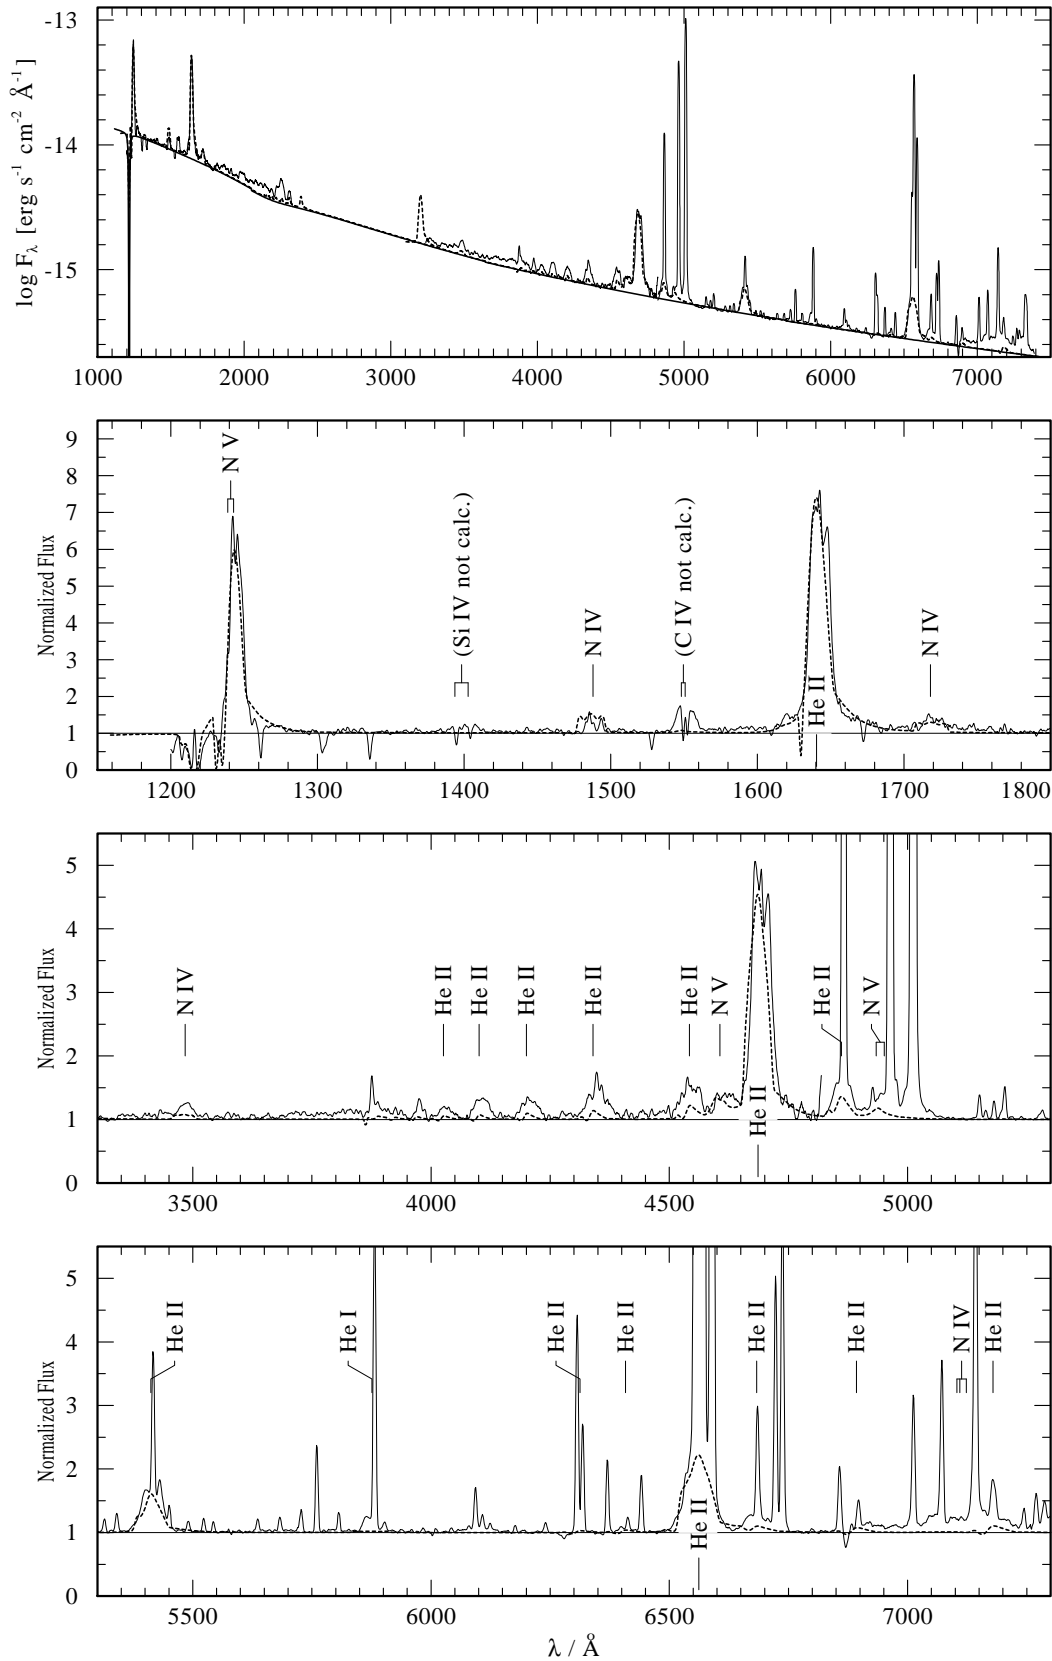 log F_λ [erg s⁻¹ cm⁻² Å⁻¹]
-13
-14
-15
1000 2000 3000 4000 5000 6000 7000
Normalized Flux
9
8
7
6
5
4
3
2
1
0
N V
(Si IV not calc.)
N IV
(C IV not calc.)
He II
N IV
1200 1300 1400 1500 1600 1700 1800
Normalized Flux
5
4
3
2
1
0
N IV
He II
He II
He II
He II
He II
N V
He II
He II
N V
3500 4000 4500 5000
Normalized Flux
5
4
3
2
1
0
He II
He I
He II
He II
He II
He II
He II
N IV
He II
5500 6000 6500 7000
λ / Å